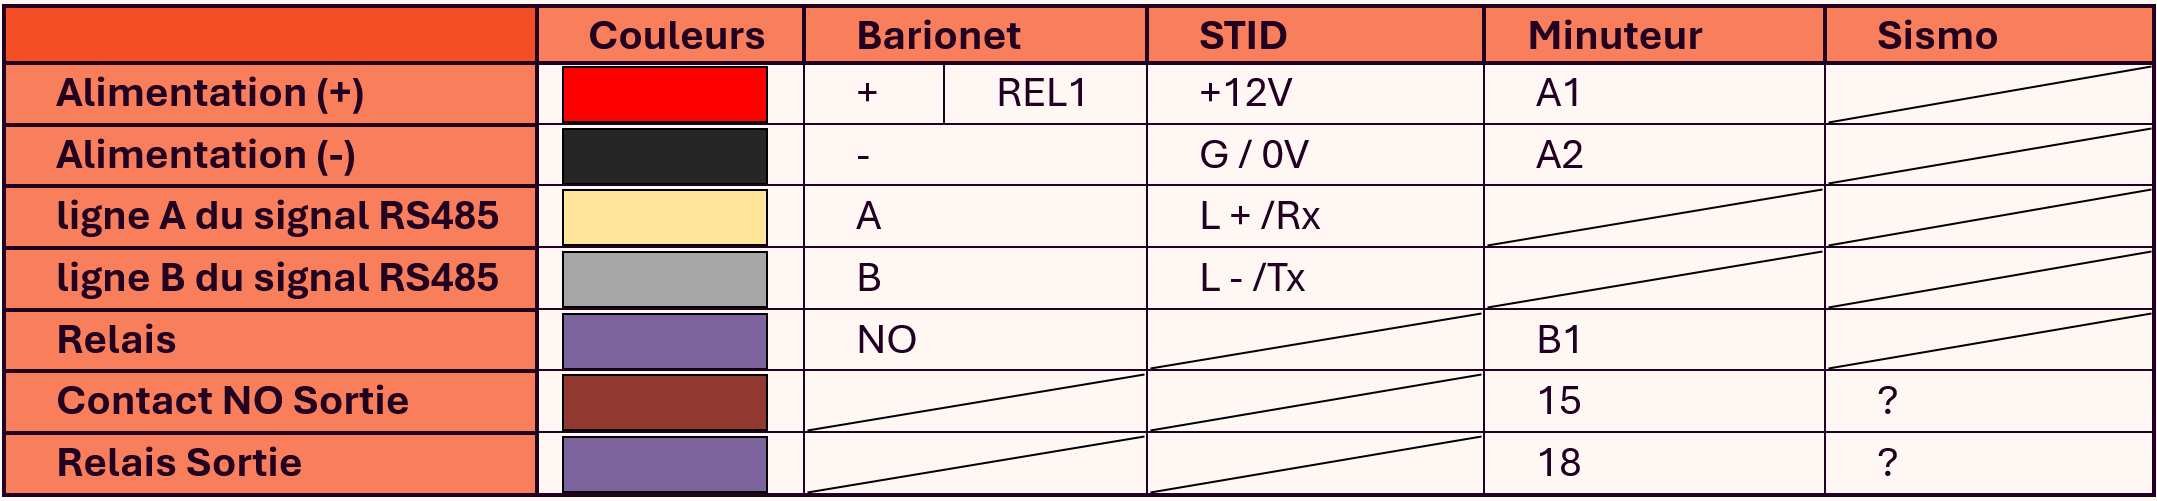 Couleurs Barionet STID Minuteur Sismo
Alimentation (+) + REL1 +12V A1
Alimentation (-) - G / 0V A2
ligne A du signal RS485 A L + /Rx
ligne B du signal RS485 B L - /Tx
Relais NO B1
Contact NO Sortie 15 ?
Relais Sortie 18 ?